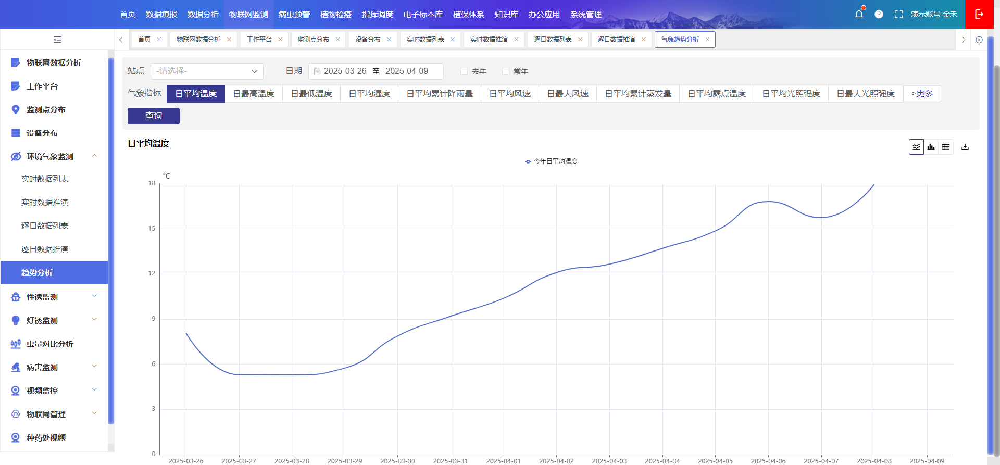 首页 数据填报 数据分析 物联网监测 病虫预警 植物检疫 指挥调度 电子标本库 植保体系 知识库 办公应用 系统管理 演示账号-金禾
首页 物联网数据分析 工作平台 监测点分布 设备分布 实时数据列表 实时数据推演 逐日数据列表 逐日数据推演 气象趋势分析
物联网数据分析
工作平台
监测点分布
设备分布
环境气象监测
实时数据列表
实时数据推演
逐日数据列表
逐日数据推演
趋势分析
性诱监测
灯诱监测
虫量对比分析
病害监测
视频监控
物联网管理
种药处视频
站点 -请选择- 日期 2025-03-26 至 2025-04-09 去年 常年
气象指标 日平均温度 日最高温度 日最低温度 日平均湿度 日平均累计降雨量 日平均风速 日最大风速 日平均累计蒸发量 日平均露点温度 日平均光照强度 日最大光照强度 >更多
查询
日平均温度
今年日平均温度
°C
18
15
12
9
6
3
0
2025-03-26 2025-03-27 2025-03-28 2025-03-29 2025-03-30 2025-03-31 2025-04-01 2025-04-02 2025-04-03 2025-04-04 2025-04-05 2025-04-06 2025-04-07 2025-04-08 2025-04-09